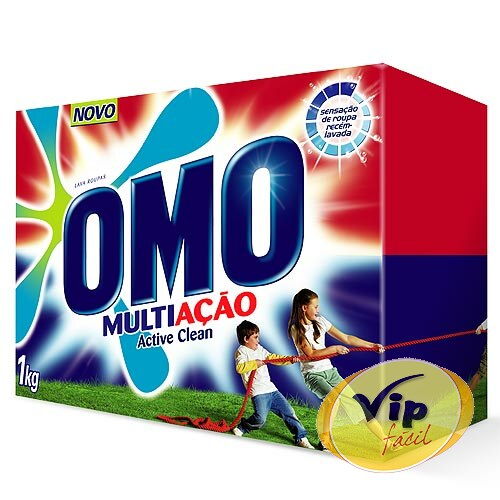 NOVO
sensação
de roupa
recém-
lavada
LAVA ROUPAS
OMO
MULTIAÇÃO
Active Clean
1kg
Vip
fácil